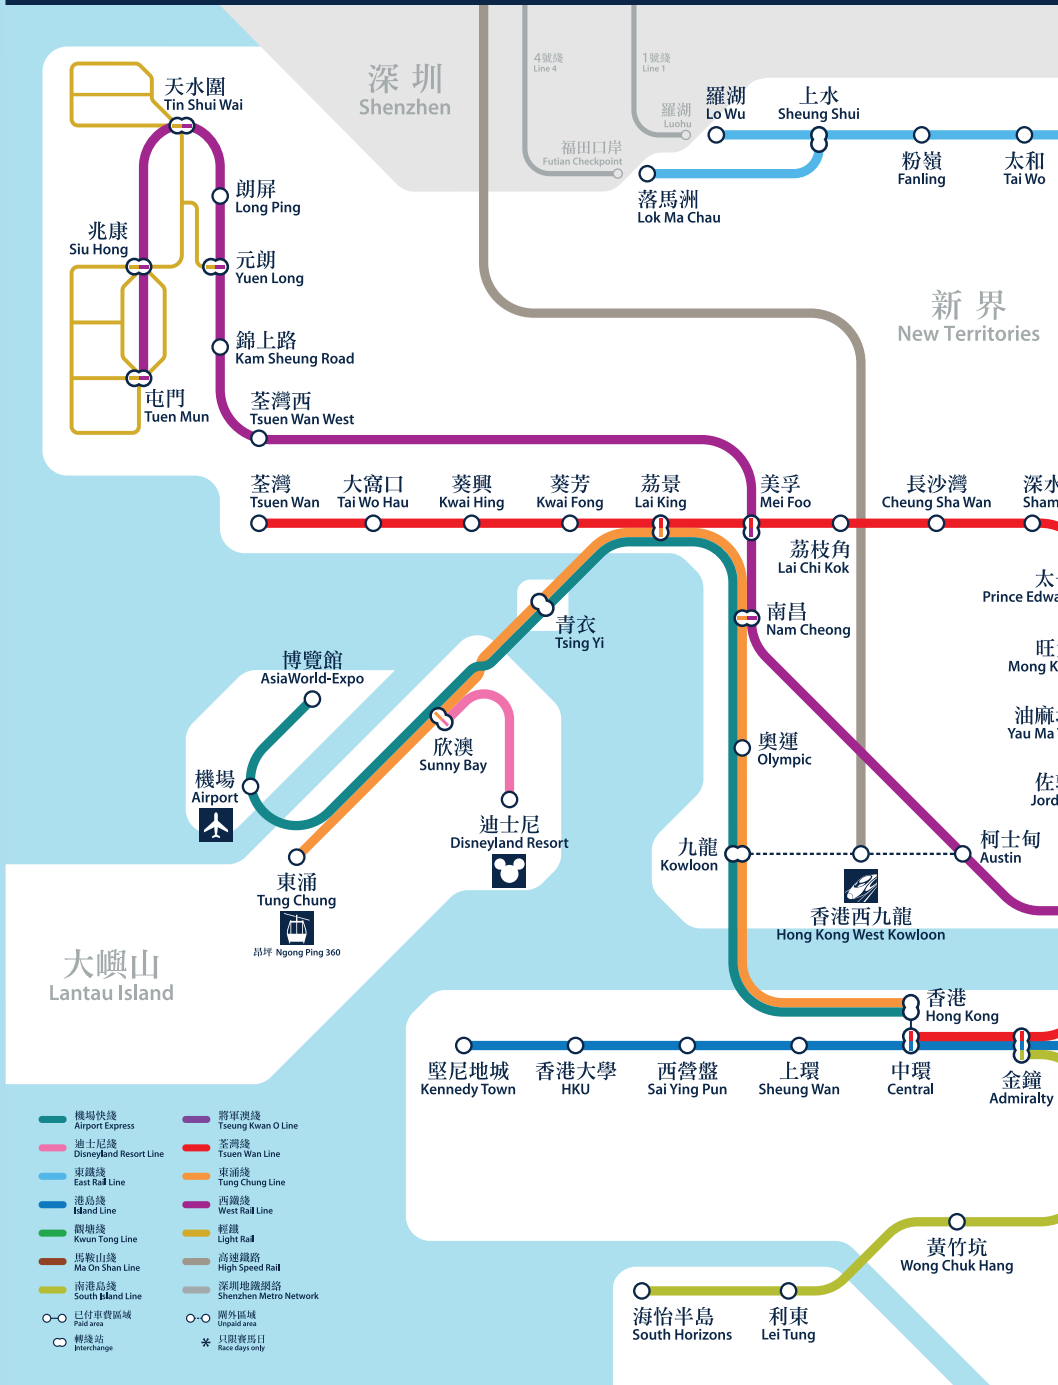 深圳
Shenzhen
4號綫
Line 4
1號綫
Line 1
羅湖
Luohu
福田口岸
Futian Checkpoint
天水圍
Tin Shui Wai
羅湖
Lo Wu
上水
Sheung Shui
粉嶺
Fanling
太和
Tai Wo
落馬洲
Lok Ma Chau
朗屏
Long Ping
兆康
Siu Hong
元朗
Yuen Long
新界
New Territories
錦上路
Kam Sheung Road
屯門
Tuen Mun
荃灣西
Tsuen Wan West
荃灣
Tsuen Wan
大窩口
Tai Wo Hau
葵興
Kwai Hing
葵芳
Kwai Fong
荔景
Lai King
美孚
Mei Foo
荔枝角
Lai Chi Kok
長沙灣
Cheung Sha Wan
深水
Sham
太
Prince Edwa
旺
Mong K
油麻
Yau Ma
佐
Jord
青衣
Tsing Yi
南昌
Nam Cheong
博覽館
AsiaWorld-Expo
欣澳
Sunny Bay
奧運
Olympic
機場
Airport
迪士尼
Disneyland Resort
九龍
Kowloon
柯士甸
Austin
東涌
Tung Chung
昂坪 Ngong Ping 360
香港西九龍
Hong Kong West Kowloon
大嶼山
Lantau Island
香港
Hong Kong
堅尼地城
Kennedy Town
香港大學
HKU
西營盤
Sai Ying Pun
上環
Sheung Wan
中環
Central
金鐘
Admiralty
黃竹坑
Wong Chuk Hang
海怡半島
South Horizons
利東
Lei Tung
機場快綫
Airport Express
迪士尼綫
Disneyland Resort Line
東鐵綫
East Rail Line
港島綫
Island Line
觀塘綫
Kwun Tong Line
馬鞍山綫
Ma On Shan Line
南港島綫
South Island Line
已付車費區域
Paid area
轉綫站
Interchange
將軍澳綫
Tseung Kwan O Line
荃灣綫
Tsuen Wan Line
東涌綫
Tung Chung Line
西鐵綫
West Rail Line
輕鐵
Light Rail
高速鐵路
High Speed Rail
深圳地鐵網絡
Shenzhen Metro Network
閘外區域
Unpaid area
只限賽馬日
Race days only